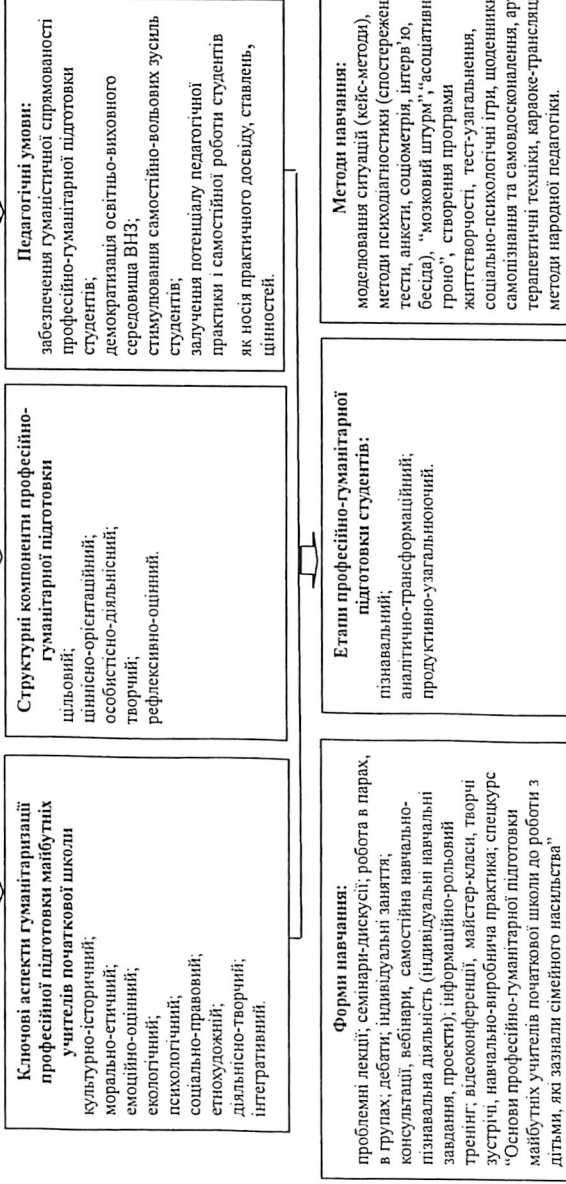 Ключові аспекти гуманітаризації
професійної підготовки майбутніх
учителів початкової школи
культурно-історичний;
морально-етичний;
емоційно-оцінний;
екологічний;
психологічний;
соціально-правовий;
етнохудожній;
діяльнісно-творчий;
інтегративний.
Структурні компоненти професійно-
гуманітарної підготовки
цільовий;
ціннісно-орієнтаційний;
особистісно-діяльнісний;
творчий;
рефлексивно-оцінний.
Педагогічні умови:
забезпечення гуманістичної спрямованості
професійно-гуманітарної підготовки
студентів;
демократизація освітньо-виховного
середовища ВНЗ;
стимулювання самостійно-вольових зусиль
студентів;
залучення потенціалу педагогічної
практики і самостійної роботи студентів
як носія практичного досвіду, ставлень,
цінностей.
Форми навчання:
проблемні лекції; семінари-дискусії; робота в парах,
в групах; дебати; індивідуальні заняття;
консультації, вебінари, самостійна навчально-
пізнавальна діяльність (індивідуальні навчальні
завдання, проекти); інформаційно-рольовий
тренінг; відеоконференції, майстер-класи, творчі
зустрічі, навчально-виробнича практика; спецкурс
“Основи професійно-гуманітарної підготовки
майбутніх учителів початкової школи до роботи з
дітьми, які зазнали сімейного насильства”
Етапи професійно-гуманітарної
підготовки студентів:
пізнавальний;
аналітично-трансформаційний;
продуктивно-узагальнюючий.
Методи навчання:
моделювання ситуацій (кейс-методи),
методи психодіагностики (спостережен
тести, анкети, соціометрія, інтерв’ю,
бесіда), “мозковий штурм”,“асоціативн
гроно”, створення програми
життєтворчості, тест-узагальнення,
соціально-психологічні ігри, щоденники
самопізнання та самовдосконалення, арт
терапевтичні техніки, караоке-трансляц
методи народної педагогіки.